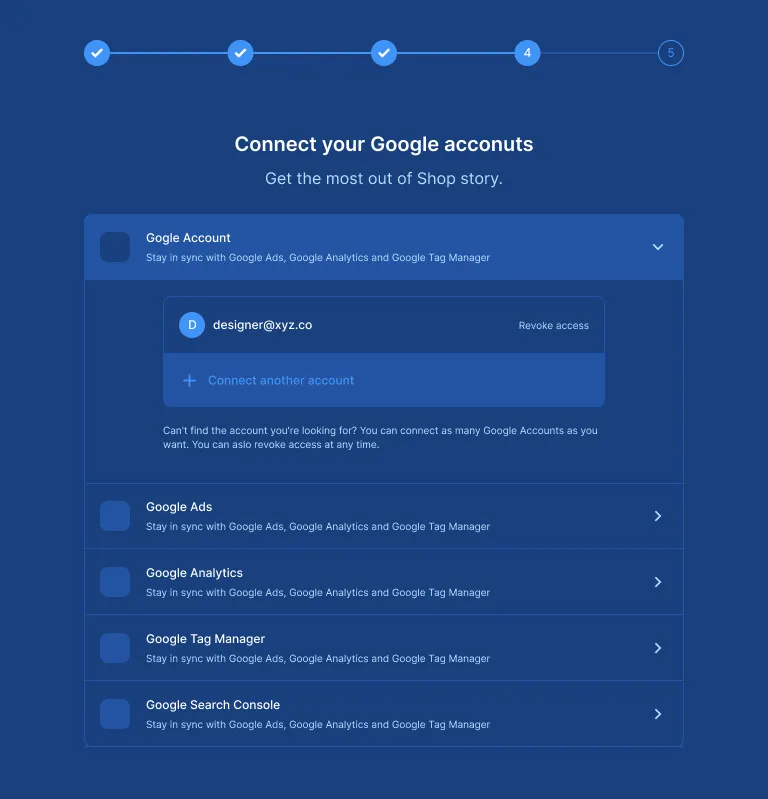 4
5
Connect your Google acconuts
Get the most out of Shop story.
Gogle Account
Stay in sync with Google Ads, Google Analytics and Google Tag Manager
D designer@xyz.co Revoke access
Connect another account
Can't find the account you're looking for? You can connect as many Google Accounts as you
want. You can aslo revoke access at any time.
Google Ads
Stay in sync with Google Ads, Google Analytics and Google Tag Manager
Google Analytics
Stay in sync with Google Ads, Google Analytics and Google Tag Manager
Google Tag Manager
Stay in sync with Google Ads, Google Analytics and Google Tag Manager
Google Search Console
Stay in sync with Google Ads, Google Analytics and Google Tag Manager